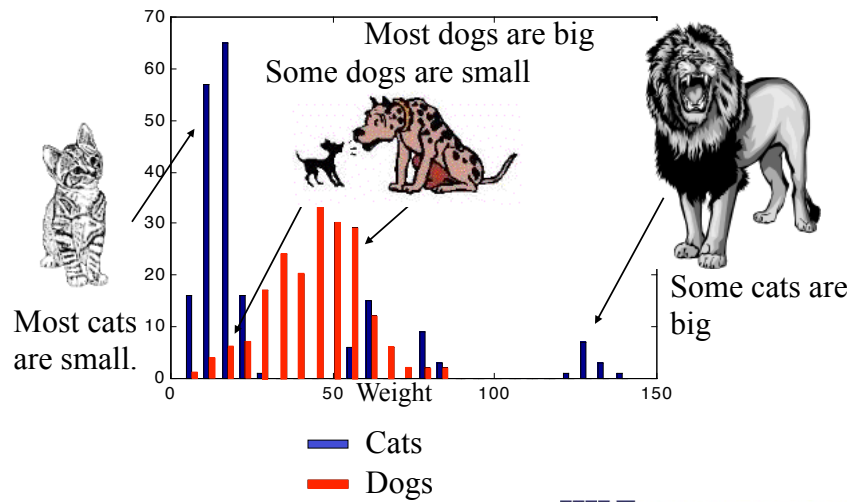 70
60
50
40
30
20
10
0
Most dogs are big
Some dogs are small
Most cats
are small.
Some cats are
big
0
50
100
150
Weight
Cats
Dogs